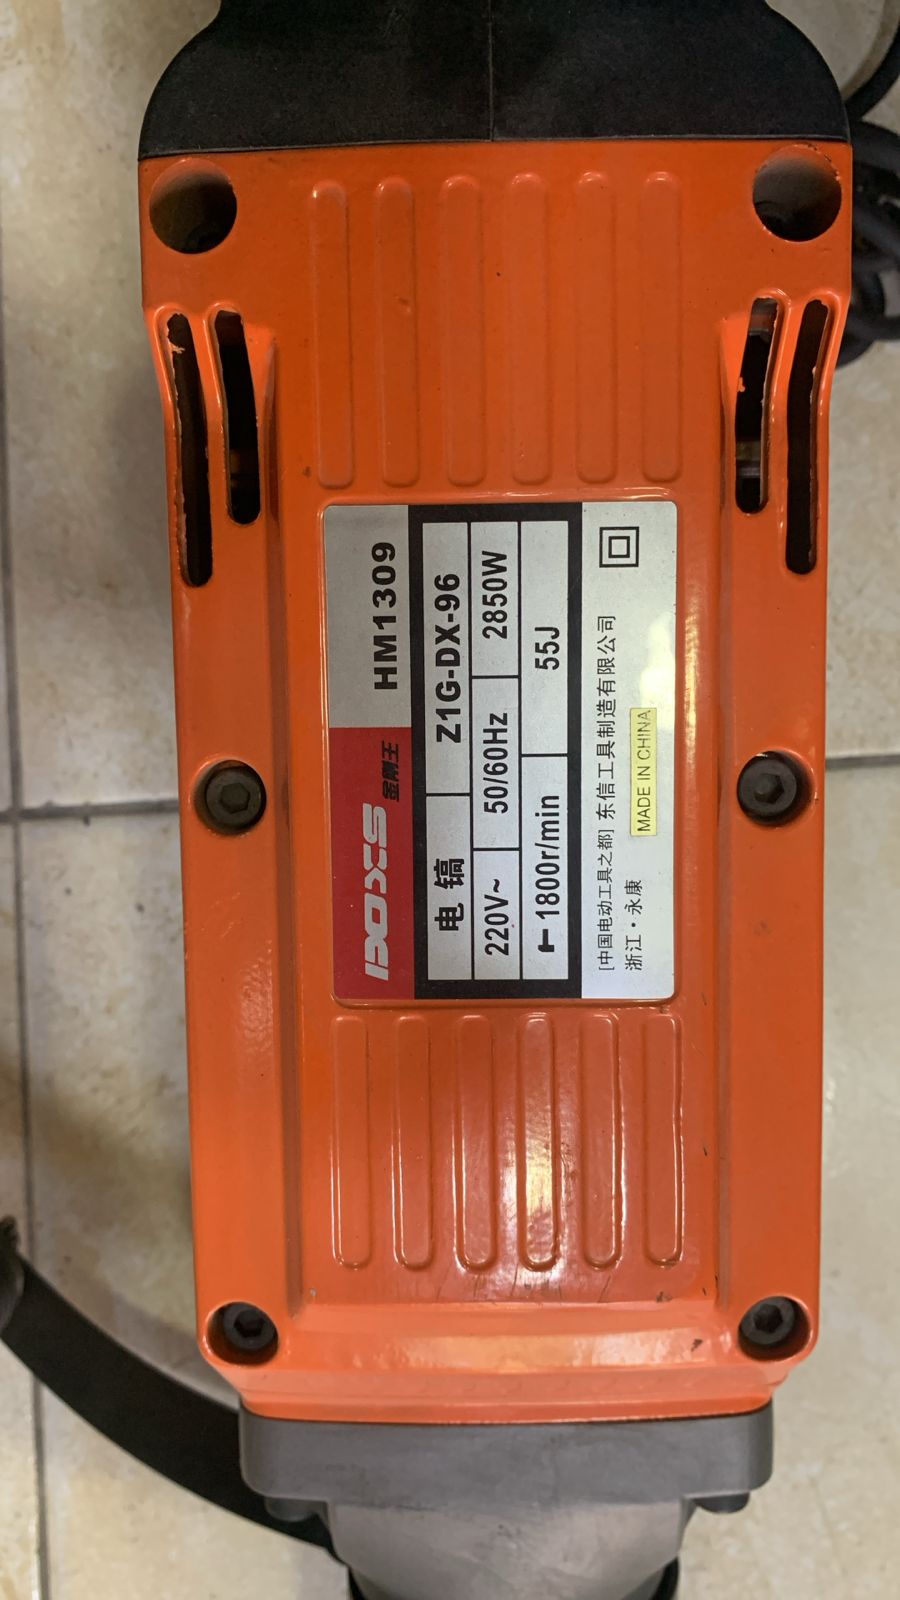 BOXS 金刚王
HM1309
电镐 Z1G-DX-96
220V~ 50/60Hz 2850W
1800r/min 55J
[中国电动工具之都] 东信工具制造有限公司
浙江·永康 MADE IN CHINA